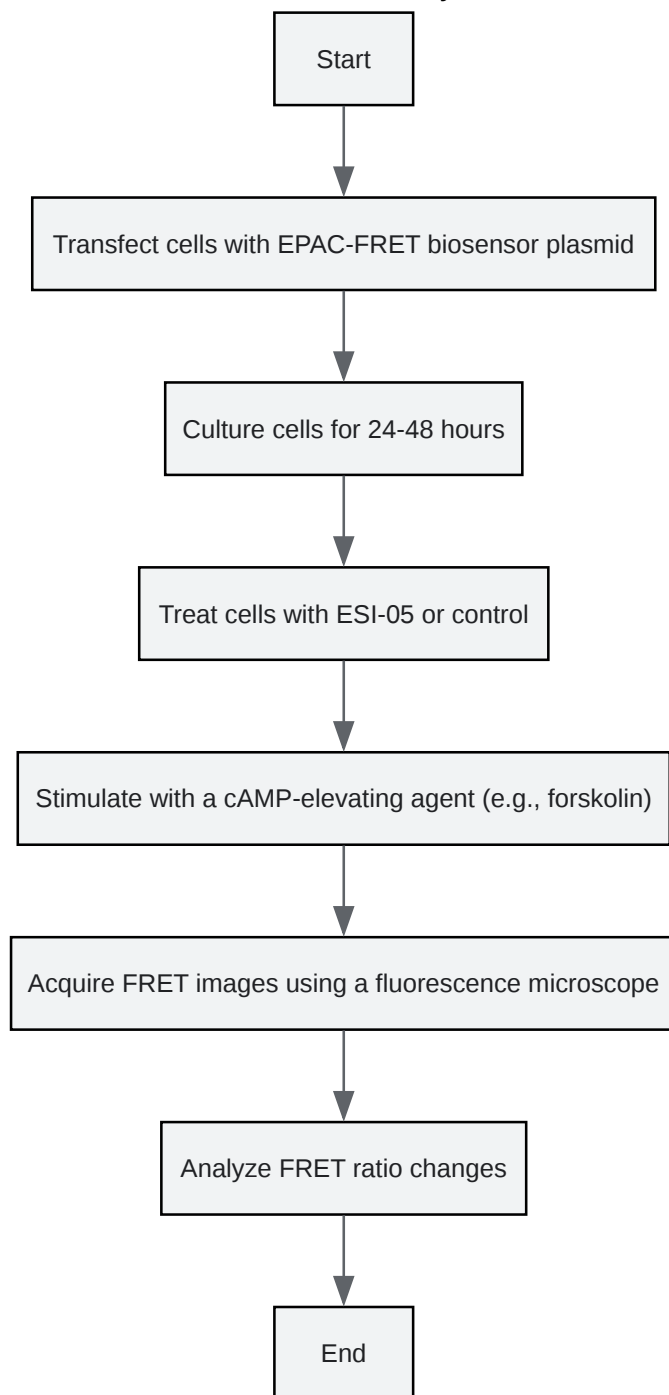 Start
Transfect cells with EPAC-FRET biosensor plasmid
Culture cells for 24-48 hours
Treat cells with ESI-05 or control
Stimulate with a cAMP-elevating agent (e.g., forskolin)
Acquire FRET images using a fluorescence microscope
Analyze FRET ratio changes
End